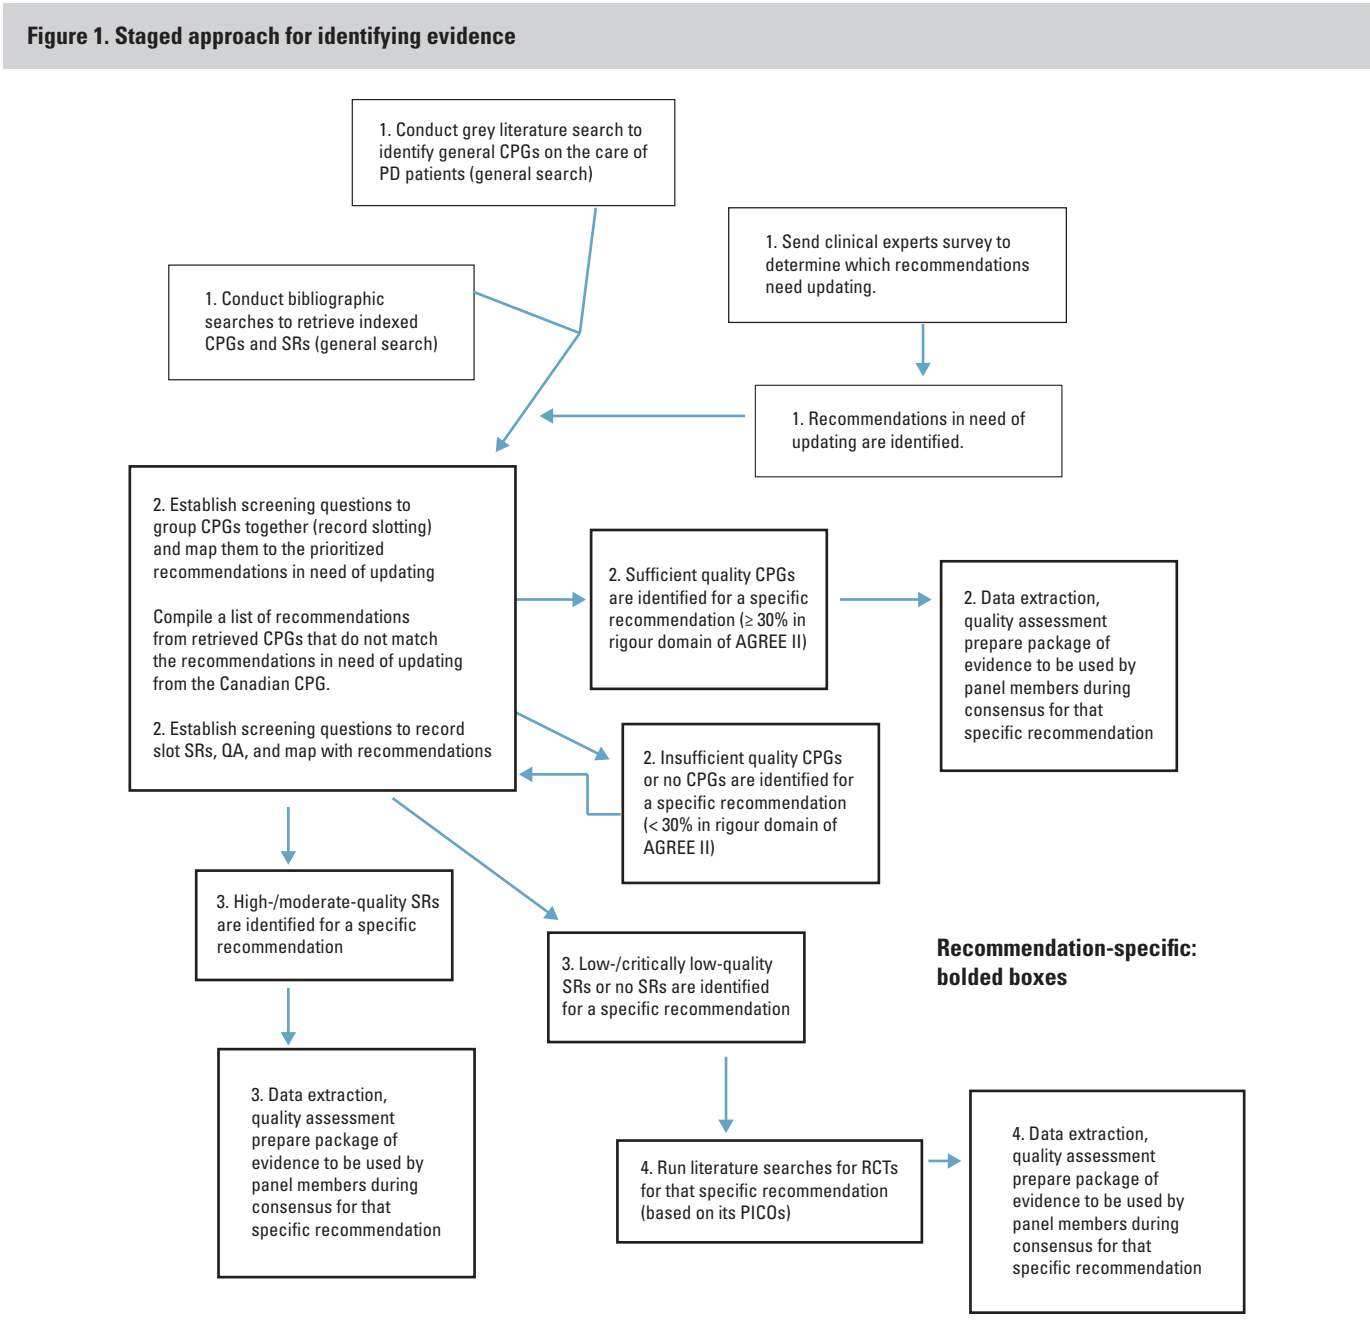 Figure 1. Staged approach for identifying evidence
1. Conduct grey literature search to
identify general CPGs on the care of
PD patients (general search)
1. Send clinical experts survey to
determine which recommendations
need updating.
1. Conduct bibliographic
searches to retrieve indexed
CPGs and SRs (general search)
1. Recommendations in need of
updating are identified.
2. Establish screening questions to
group CPGs together (record slotting)
and map them to the prioritized
recommendations in need of updating
Compile a list of recommendations
from retrieved CPGs that do not match
the recommendations in need of updating
from the Canadian CPG.
2. Establish screening questions to record
slot SRs, QA, and map with recommendations
2. Sufficient quality CPGs
are identified for a specific
recommendation (≥ 30% in
rigour domain of AGREE II)
2. Data extraction,
quality assessment
prepare package of
evidence to be used by
panel members during
consensus for that
specific recommendation
2. Insufficient quality CPGs
or no CPGs are identified for
a specific recommendation
(< 30% in rigour domain of
AGREE II)
3. High-/moderate-quality SRs
are identified for a specific
recommendation
3. Low-/critically low-quality
SRs or no SRs are identified
for a specific recommendation
Recommendation-specific:
bolded boxes
3. Data extraction,
quality assessment
prepare package of
evidence to be used by
panel members during
consensus for that
specific recommendation
4. Run literature searches for RCTs
for that specific recommendation
(based on its PICOs)
4. Data extraction,
quality assessment
prepare package of
evidence to be used by
panel members during
consensus for that
specific recommendation